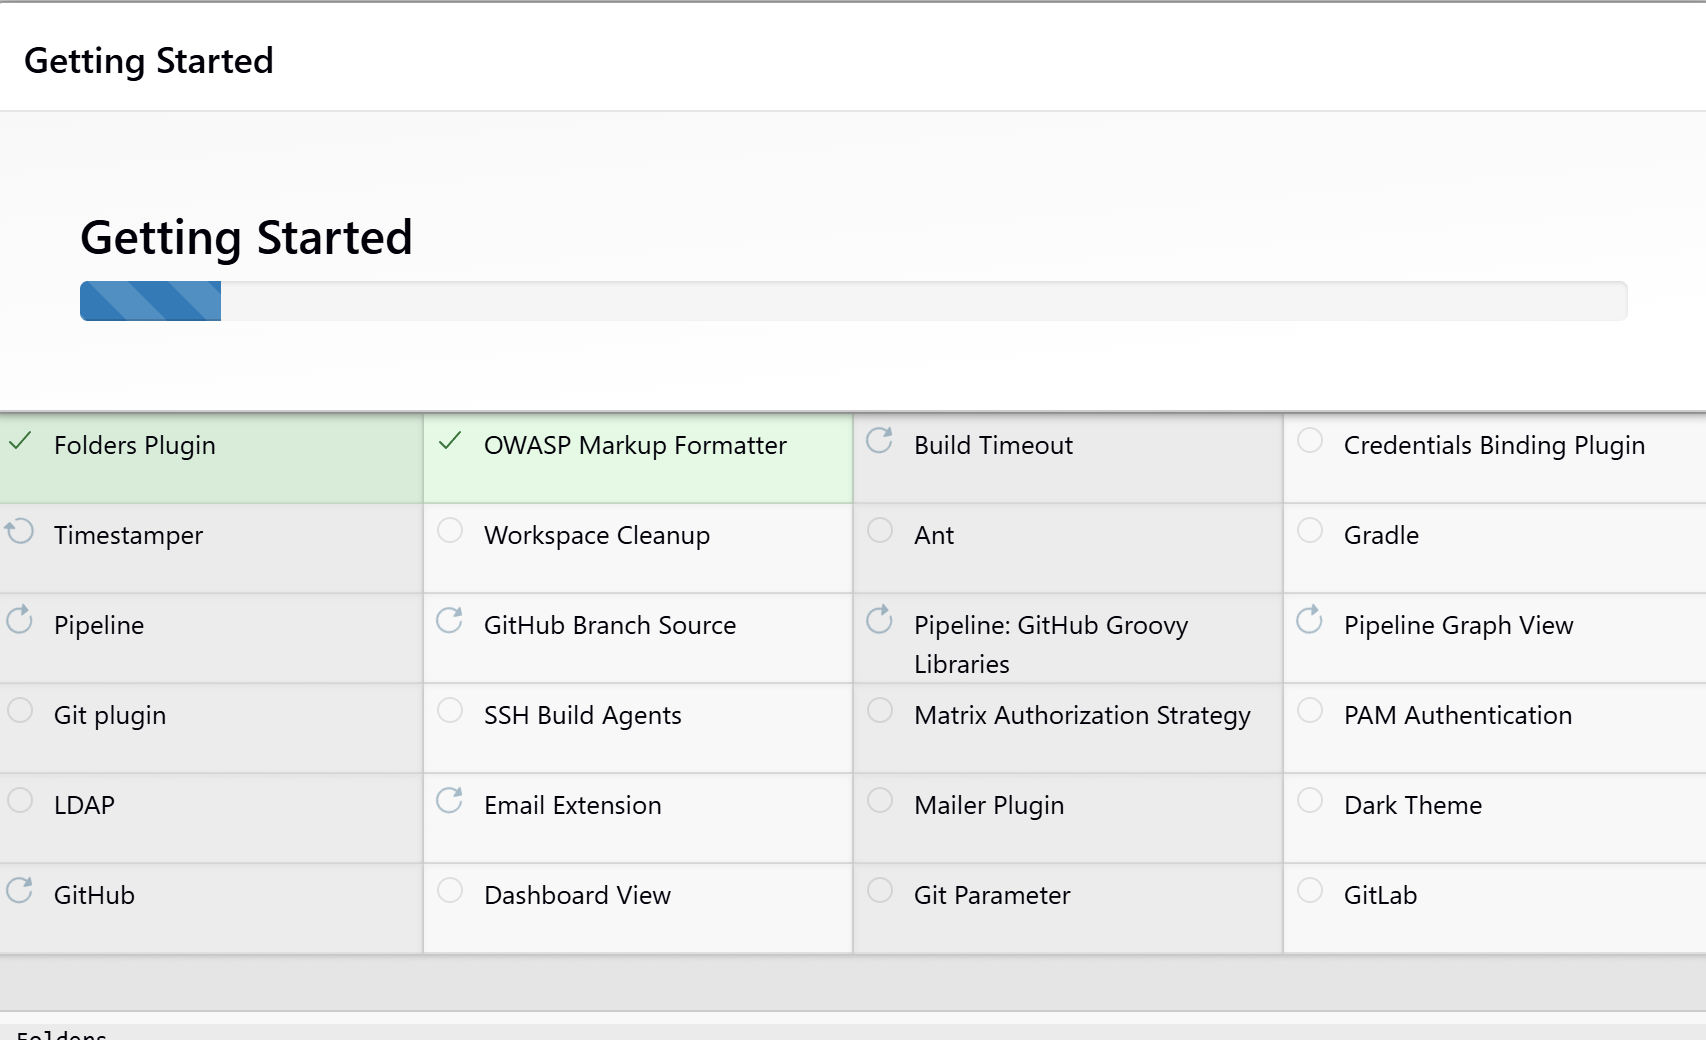 Getting Started
Getting Started
Folders Plugin
OWASP Markup Formatter
Build Timeout
Credentials Binding Plugin
Timestamper
Workspace Cleanup
Ant
Gradle
Pipeline
GitHub Branch Source
Pipeline: GitHub Groovy
Libraries
Pipeline Graph View
Git plugin
SSH Build Agents
Matrix Authorization Strategy
PAM Authentication
LDAP
Email Extension
Mailer Plugin
Dark Theme
GitHub
Dashboard View
Git Parameter
GitLab
Folders